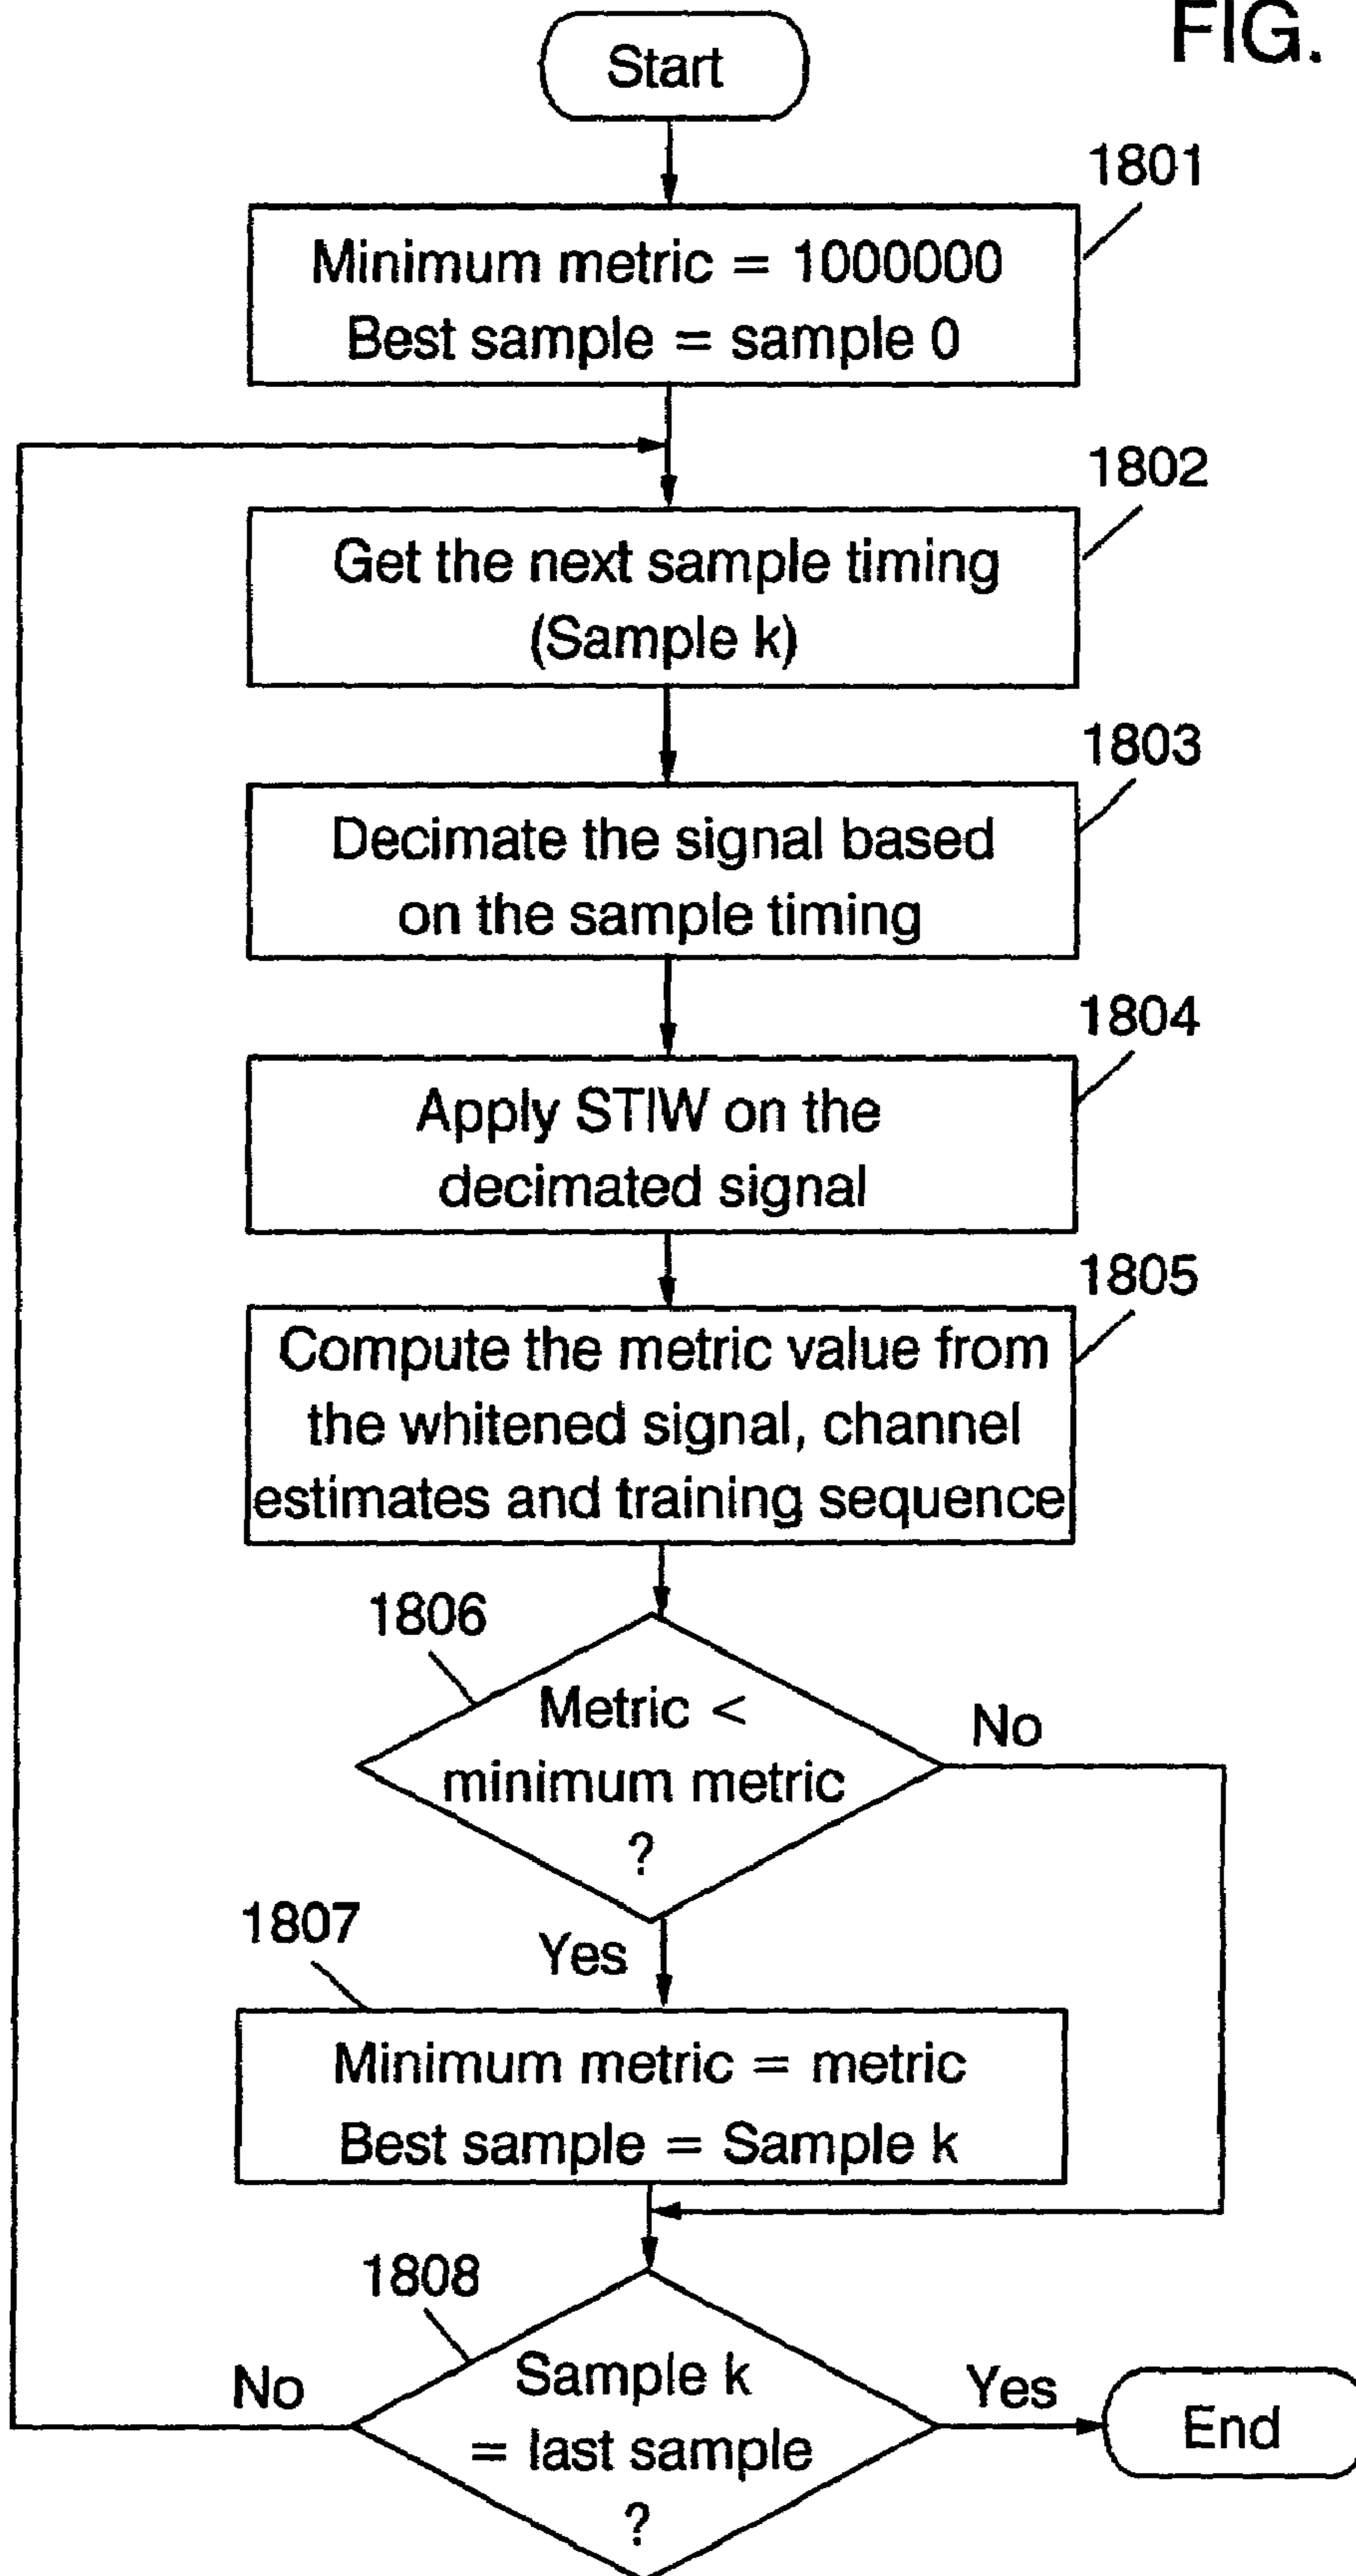 FIG.
Start
1801
Minimum metric = 1000000
Best sample = sample 0
1802
Get the next sample timing
(Sample k)
1803
Decimate the signal based
on the sample timing
1804
Apply STIW on the
decimated signal
1805
Compute the metric value from
the whitened signal, channel
estimates and training sequence
1806
Metric <
minimum metric
?
No
Yes
1807
Minimum metric = metric
Best sample = Sample k
1808
Sample k
= last sample
?
No
Yes
End